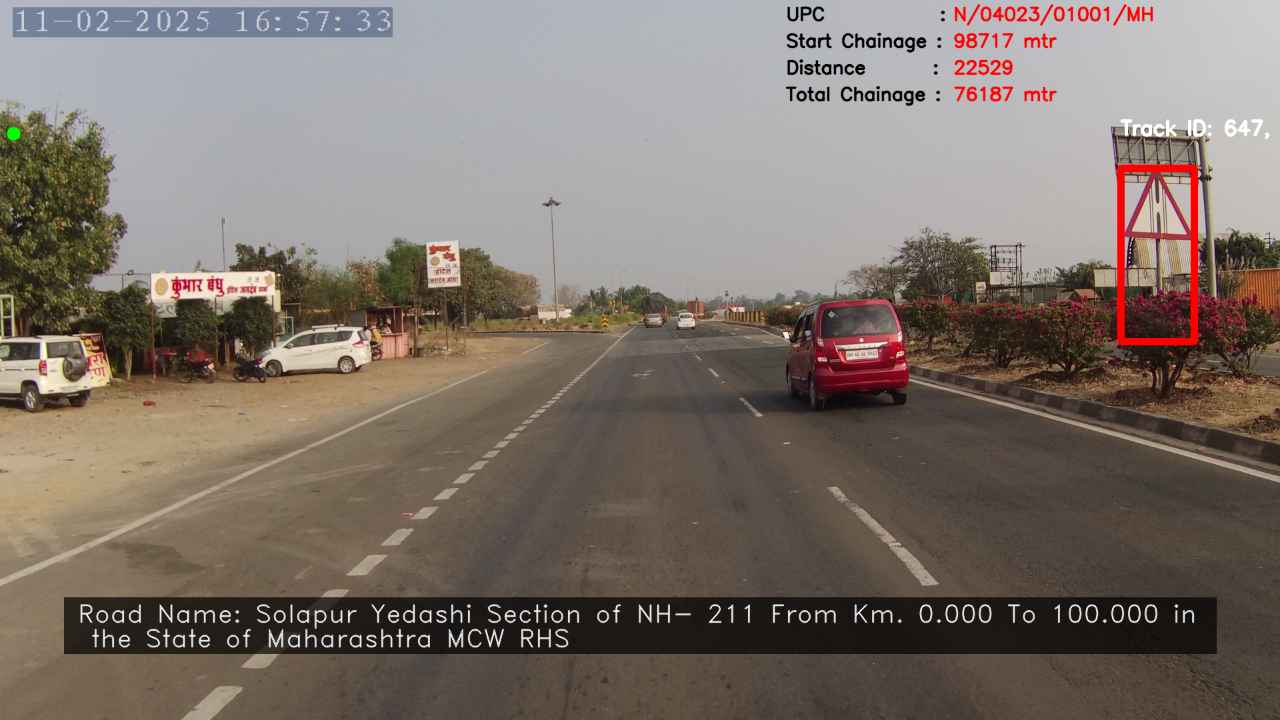 11-02-2025 16:57:33
UPC : N/04023/01001/MH
Start Chainage : 98717 mtr
Distance : 22529
Total Chainage : 76187 mtr
Track ID: 647,
कुंभार बंधु
कुंभार
बंधु
हॉटेल
Road Name: Solapur Yedashi Section of NH- 211 From Km. 0.000 To 100.000 in
the State of Maharashtra MCW RHS